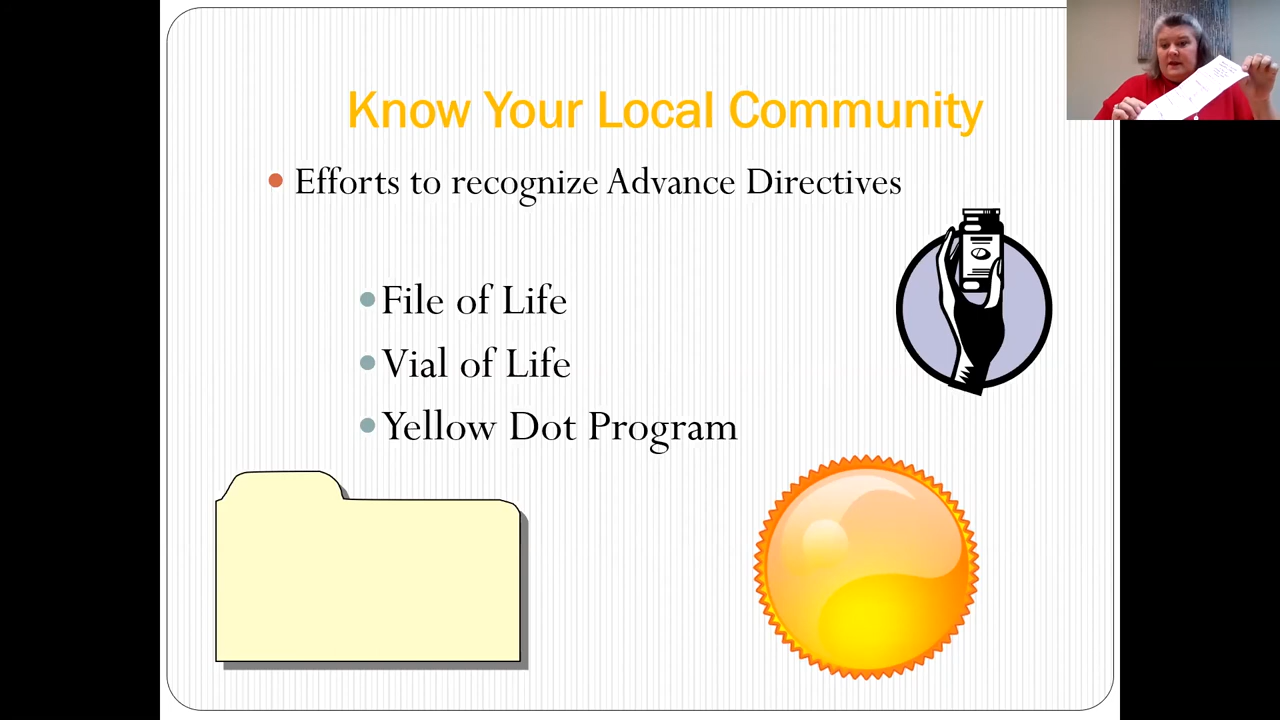 Know Your Local Community
Efforts to recognize Advance Directives
File of Life
Vial of Life
Yellow Dot Program